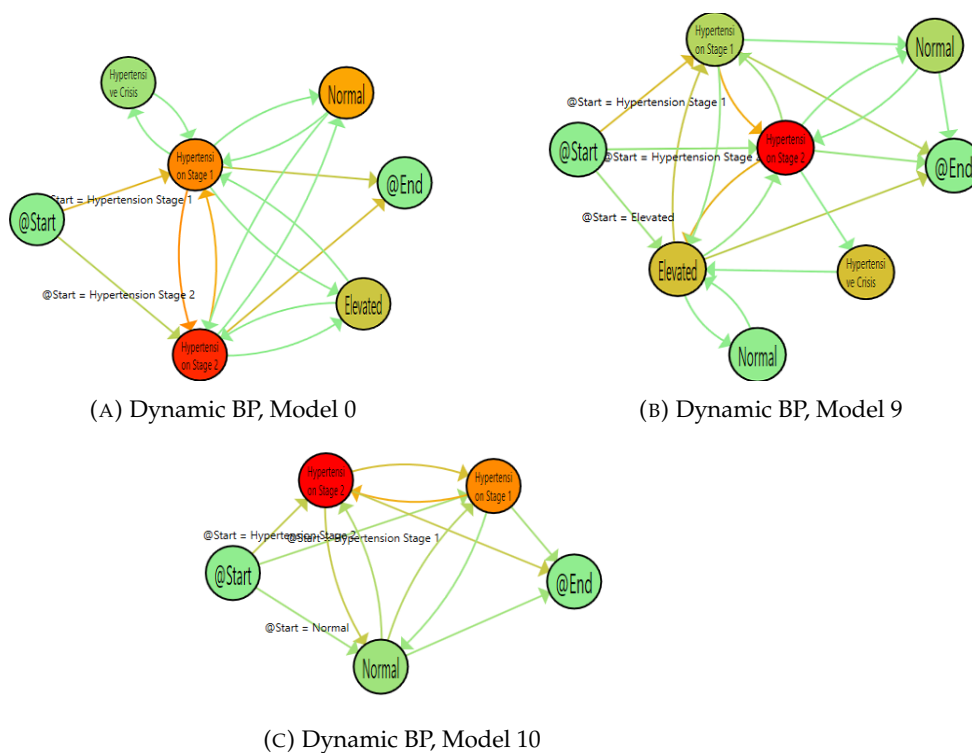 Hypertensi
on Stage 1
Normal
Hypertensi
ve Crisis
Normal
@Start = Hypertension Stage 1
Hypertensi
on Stage 1
Hypertensi
on Stage 2
@Start
@Start = Hypertension Stage
@End
@End
Start = Hypertension Stage 1
@Start
@Start = Elevated
Elevated
Hypertensi
ve Crisis
@Start = Hypertension Stage 2
Elevated
Hypertensi
on Stage 2
Normal
(A) Dynamic BP, Model 0
(B) Dynamic BP, Model 9
Hypertensi
on Stage 2
Hypertensi
on Stage 1
@Start = Hypertension Stage 2
@Start = Hypertension Stage 1
@Start
@End
@Start = Normal
Normal
(C) Dynamic BP, Model 10